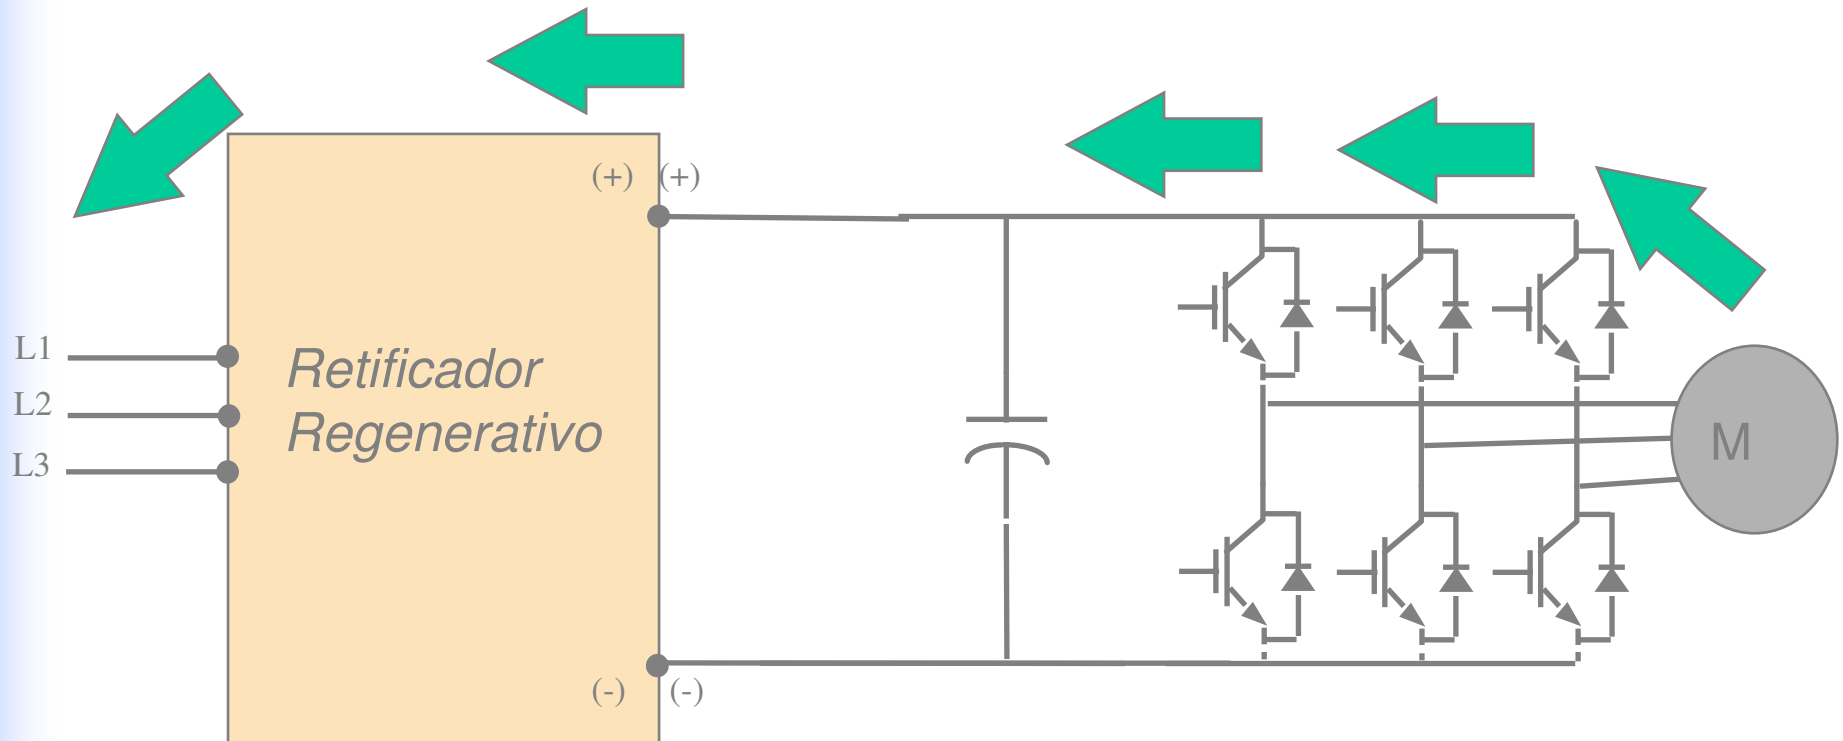 (+) (+)
L1
L2
L3
Retificador
Regenerativo
M
(-) (-)